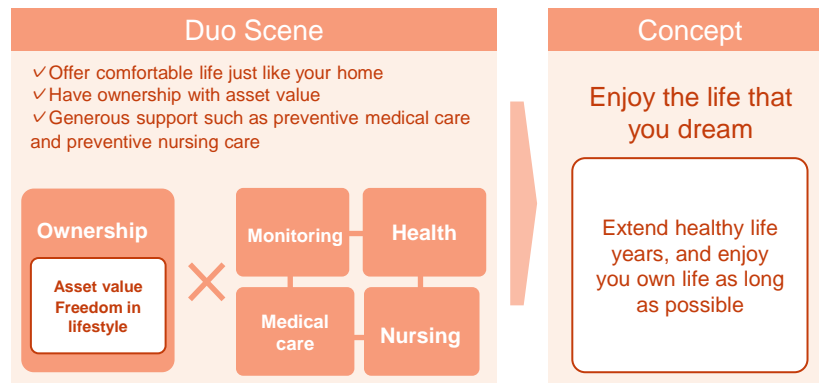 Duo Scene
✓Offer comfortable life just like your home
✓Have ownership with asset value
✓Generous support such as preventive medical care
and preventive nursing care
Ownership
Asset value
Freedom in
lifestyle
Monitoring
Health
Medical
care
Nursing
Concept
Enjoy the life that
you dream
Extend healthy life
years, and enjoy
you own life as long
as possible